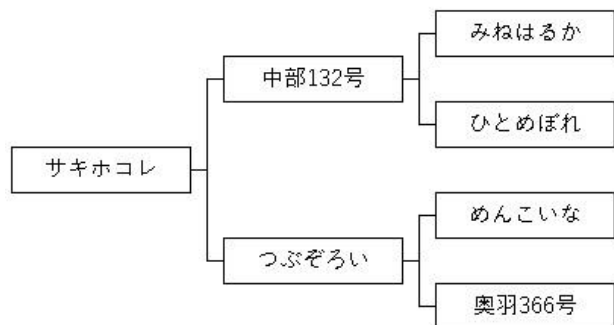 サキホコレ
中部132号
みねはるか
ひとめぼれ
つぶぞろい
めんこいな
奥羽366号